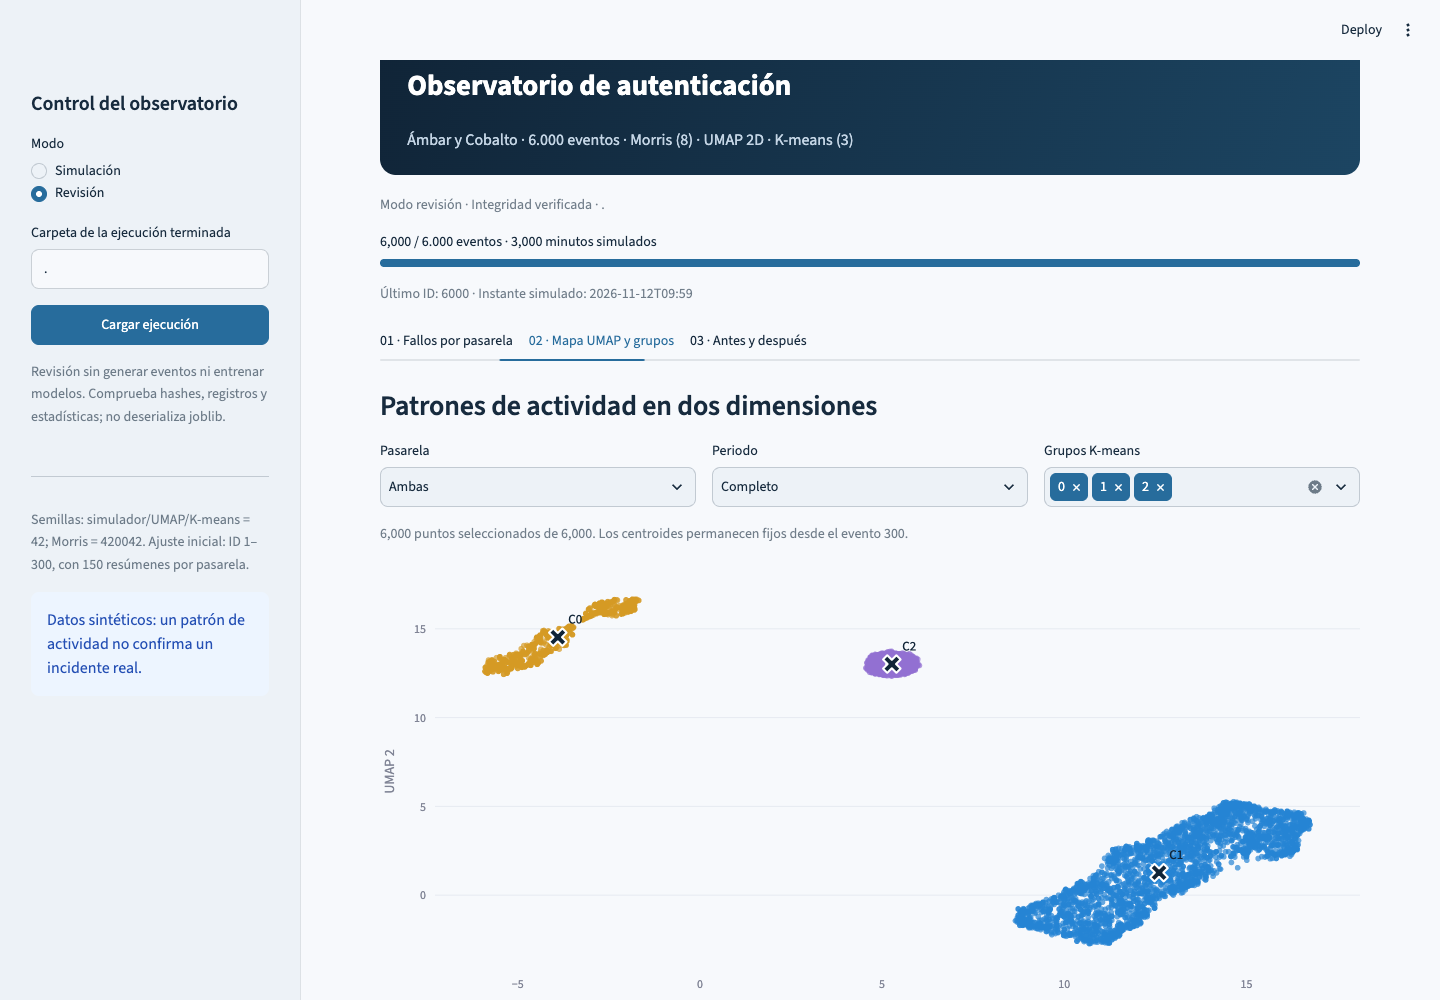 Deploy
Control del observatorio
Modo
Simulación
Revisión
Carpeta de la ejecución terminada
.
Cargar ejecución
Revisión sin generar eventos ni entrenar
modelos. Comprueba hashes, registros y
estadísticas; no deserializa joblib.
Semillas: simulador/UMAP/K-means =
42; Morris = 420042. Ajuste inicial: ID 1–
300, con 150 resúmenes por pasarela.
Datos sintéticos: un patrón de
actividad no confirma un
incidente real.
Observatorio de autenticación
Ámbar y Cobalto · 6.000 eventos · Morris (8) · UMAP 2D · K-means (3)
Modo revisión · Integridad verificada · .
6,000 / 6.000 eventos · 3,000 minutos simulados
Último ID: 6000 · Instante simulado: 2026-11-12T09:59
01 · Fallos por pasarela 02 · Mapa UMAP y grupos 03 · Antes y después
Patrones de actividad en dos dimensiones
Pasarela Periodo Grupos K-means
Ambas Completo 0 × 1 × 2 ×
6,000 puntos seleccionados de 6,000. Los centroides permanecen fijos desde el evento 300.
C0
15
C2
10
UMAP 2
5
C1
0
−5 0 5 10 15